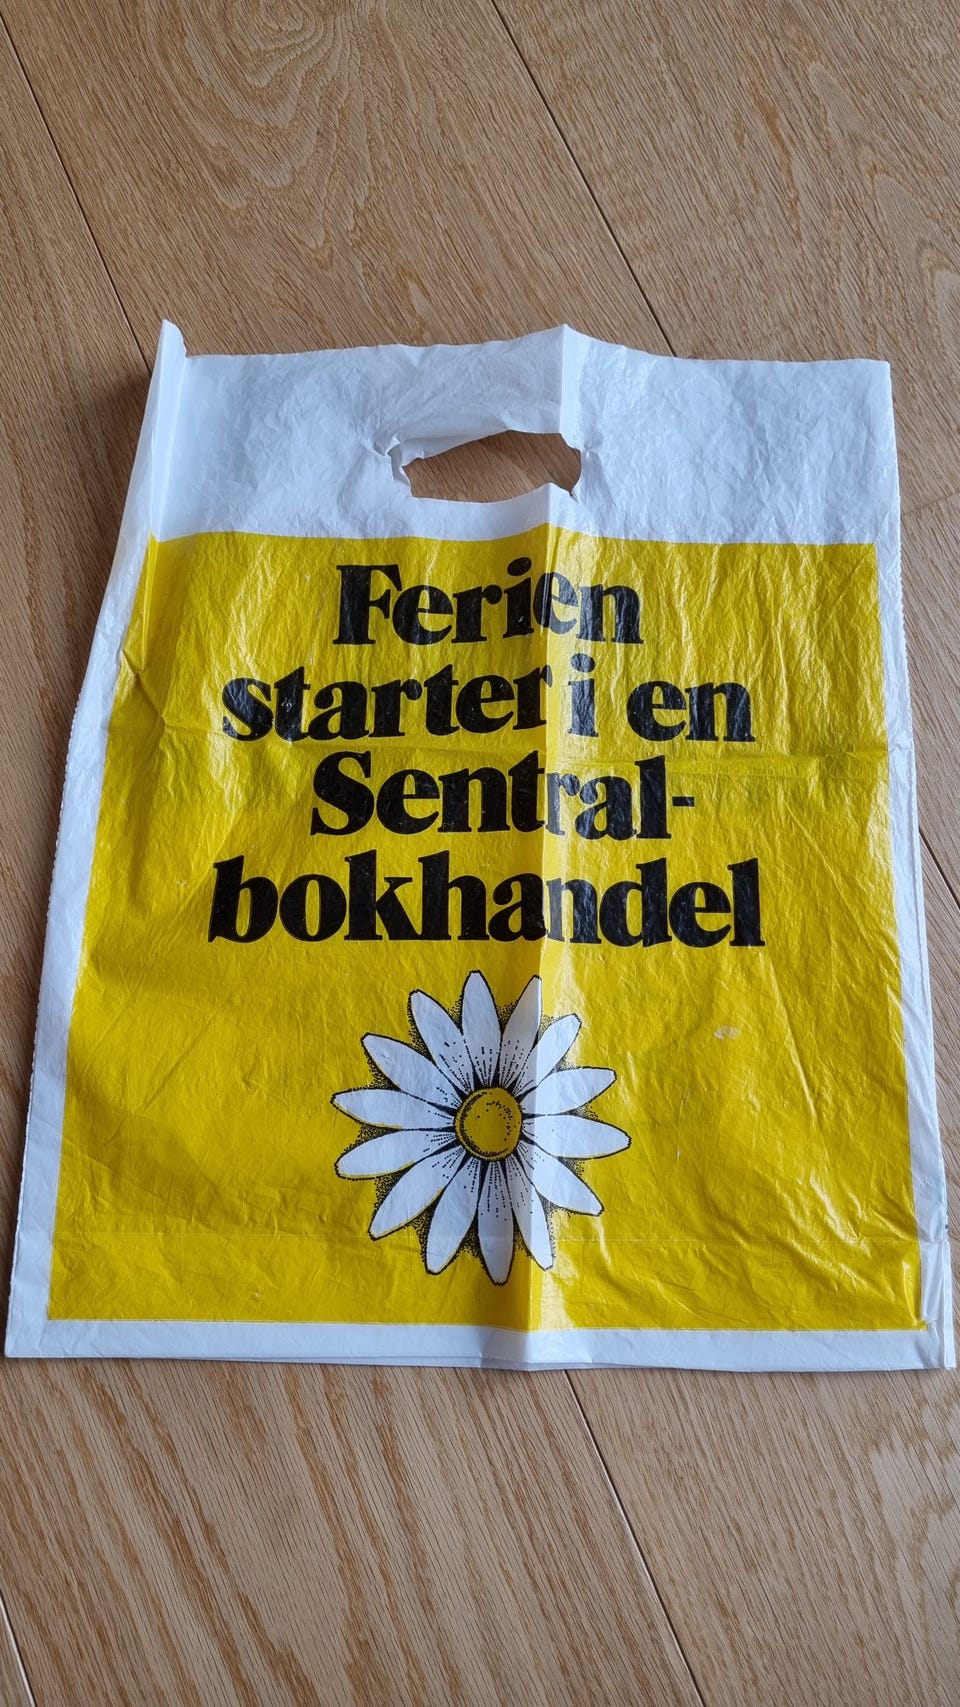 Ferien
starter i en
Sentral-
bokhandel